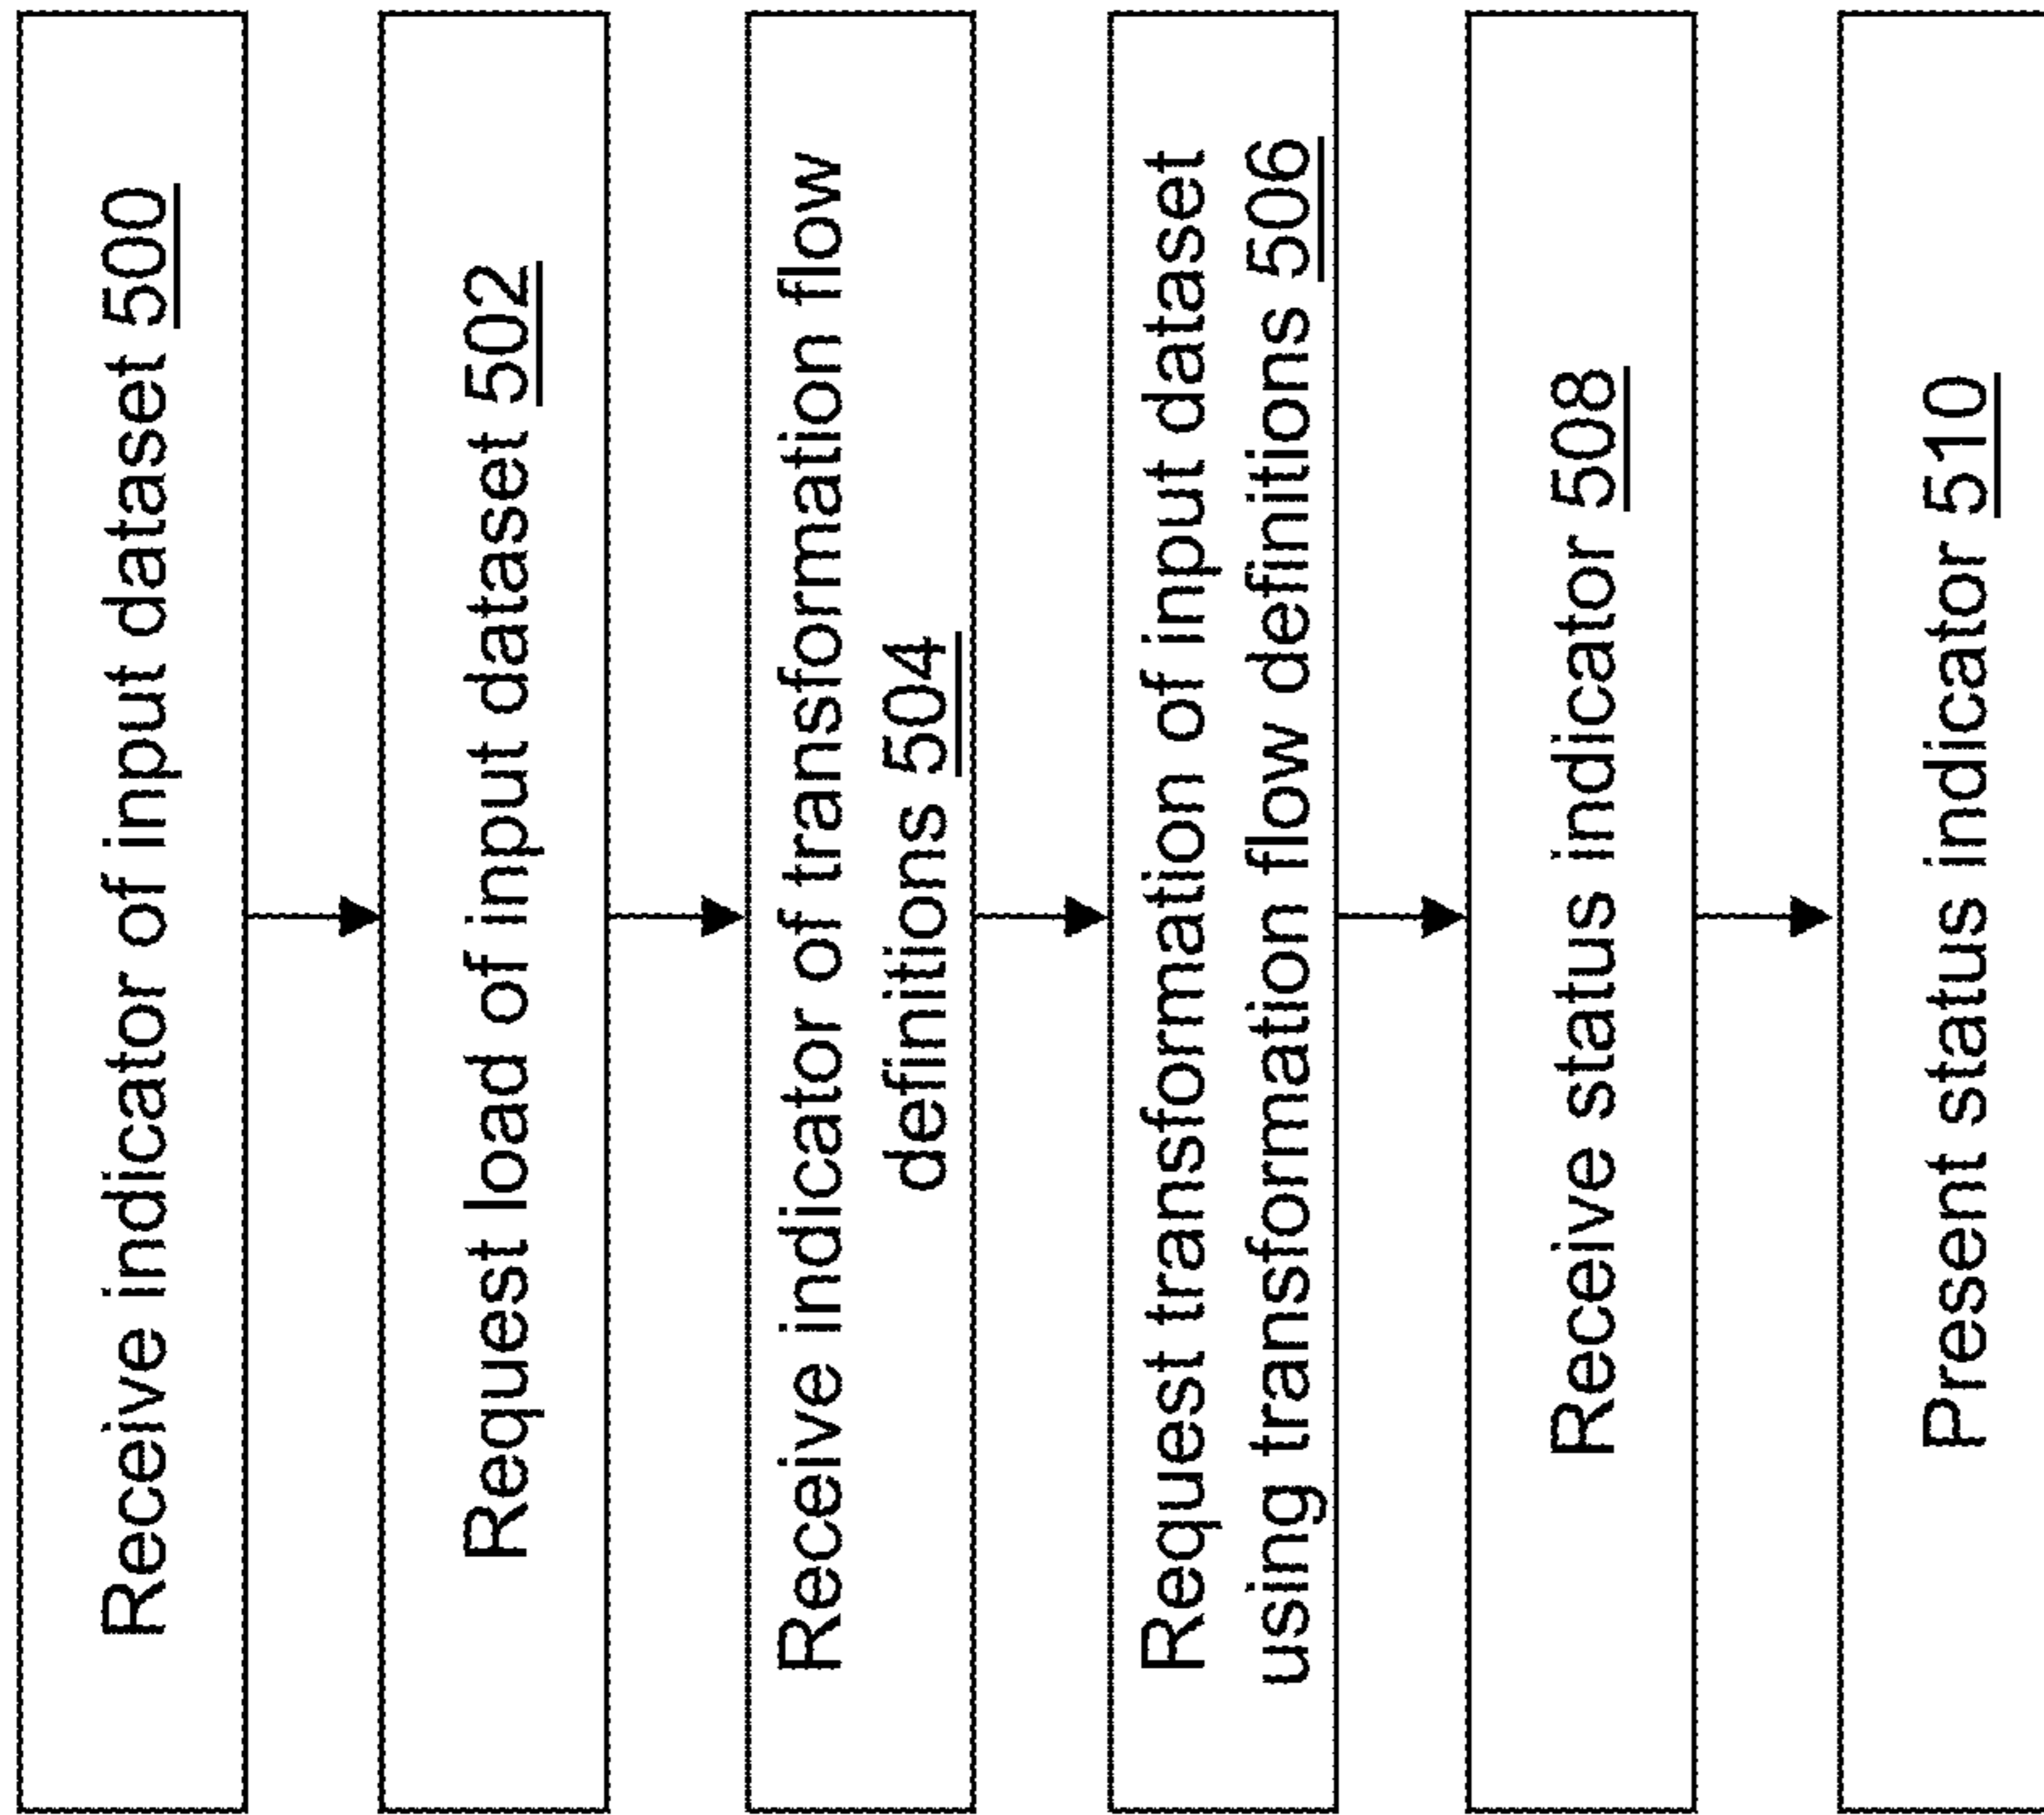 Receive indicator of input dataset 500
Request load of input dataset 502
Receive indicator of transformation flow
definitions 504
Request transformation of input dataset
using transformation flow definitions 506
Receive status indicator 508
Present status indicator 510